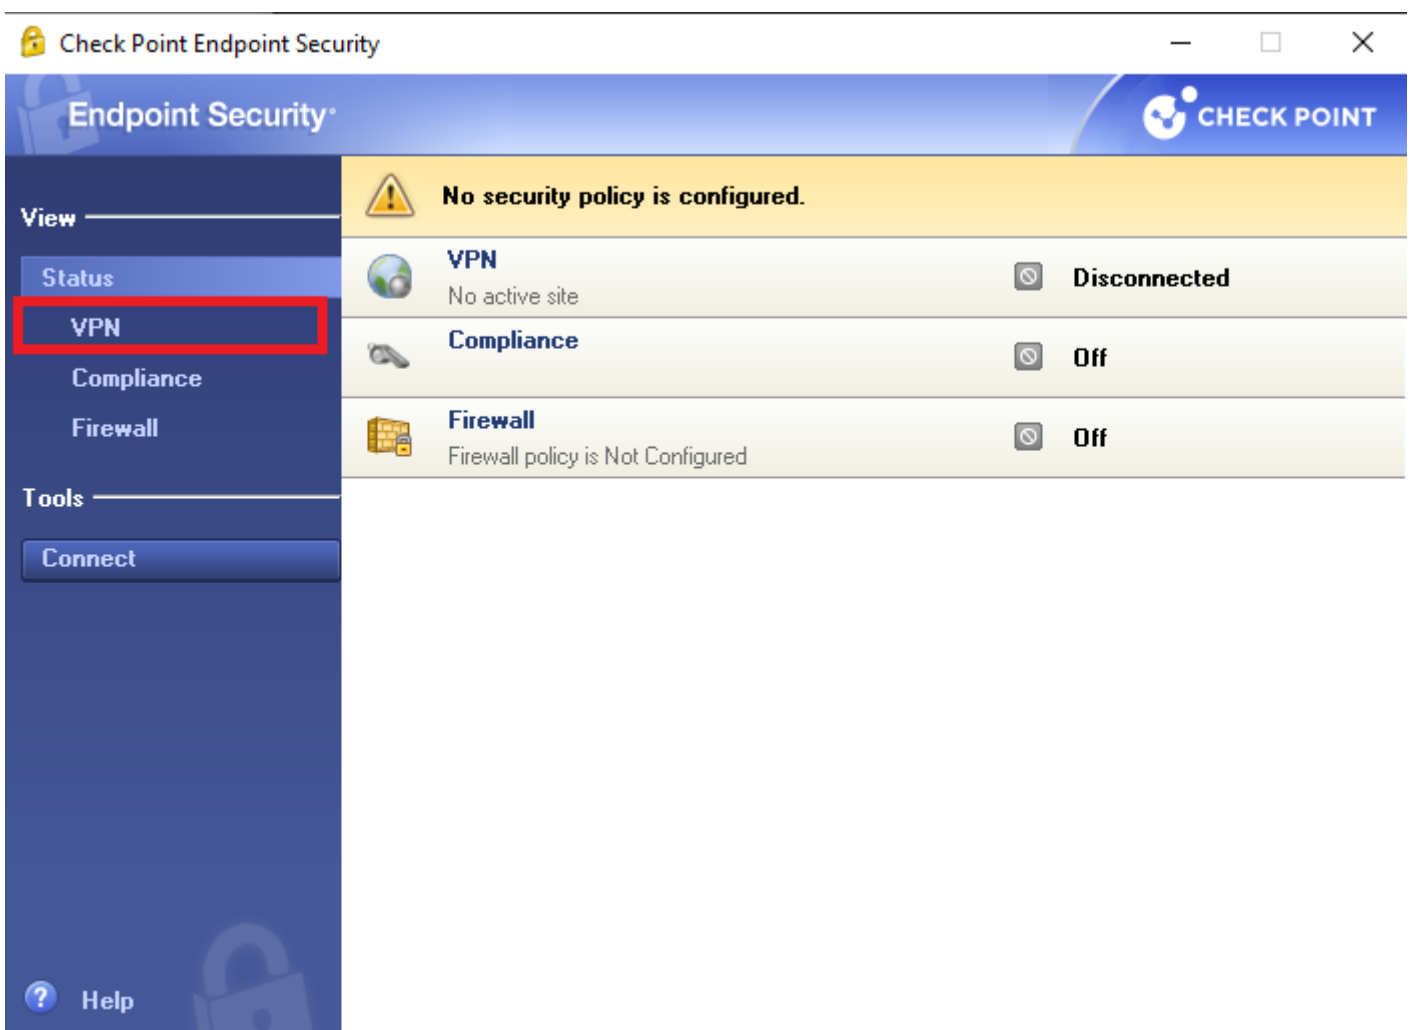 Check Point Endpoint Security
Endpoint Security
CHECK POINT
View
Status
VPN
Compliance
Firewall
Tools
Connect
Help
No security policy is configured.
VPN
No active site
Disconnected
Compliance
Off
Firewall
Firewall policy is Not Configured
Off